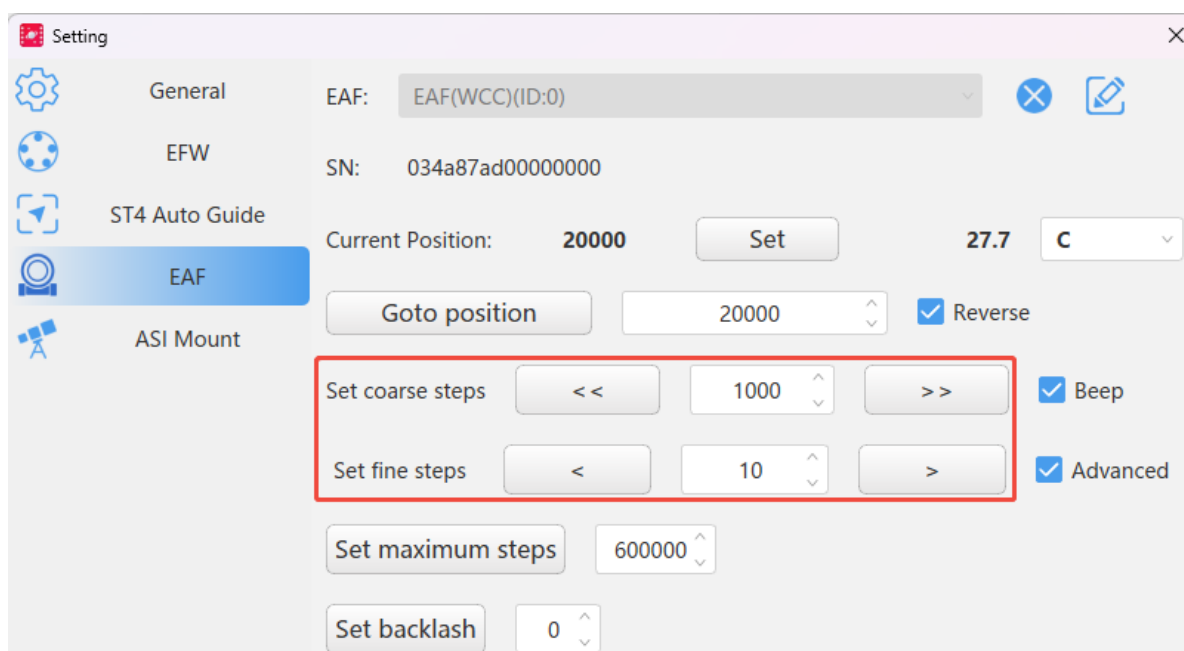 Setting
General
EFW
ST4 Auto Guide
EAF
ASI Mount
EAF: EAF(WCC)(ID:0)
SN: 034a87ad00000000
Current Position: 20000 Set 27.7 C
Goto position 20000 Reverse
Set coarse steps << 1000 >> Beep
Set fine steps < 10 > Advanced
Set maximum steps 600000
Set backlash 0